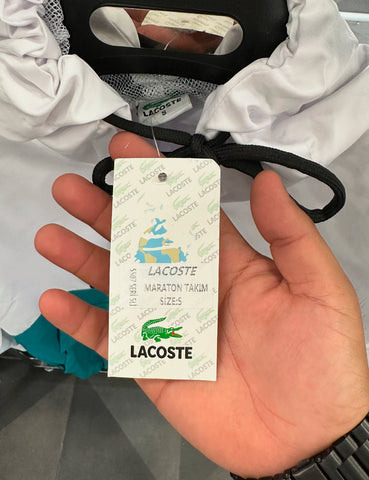 LACOSTE
S
LACOSTE
MARATON TAKIM
SIZE:S
LACOSTE